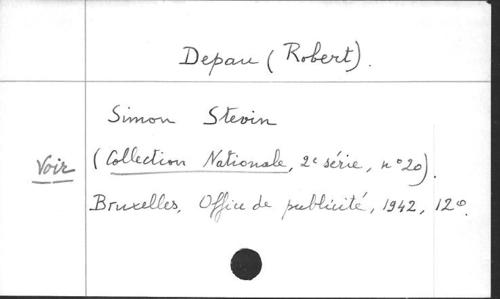 Depau (Robert).
Simon Stevin
Voir (Collection Nationale, 2e série, n° 20).
Bruxelles, Office de publicité, 1942, 12°.